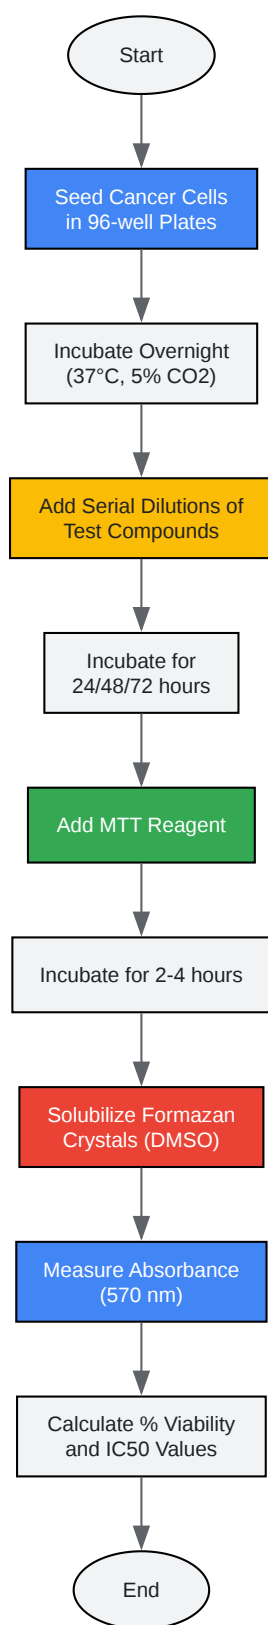 Start
Seed Cancer Cells
in 96-well Plates
Incubate Overnight
(37°C, 5% CO2)
Add Serial Dilutions of
Test Compounds
Incubate for
24/48/72 hours
Add MTT Reagent
Incubate for 2-4 hours
Solubilize Formazan
Crystals (DMSO)
Measure Absorbance
(570 nm)
Calculate % Viability
and IC50 Values
End